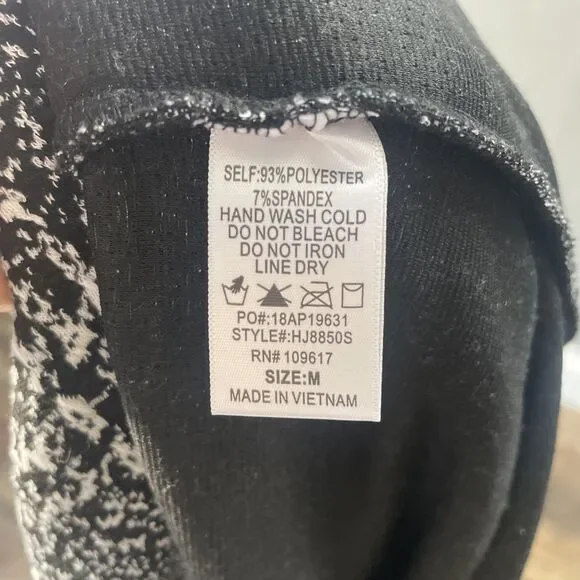 SELF:93%POLYESTER
7%SPANDEX
HAND WASH COLD
DO NOT BLEACH
DO NOT IRON
LINE DRY
PO#:18AP19631
STYLE#:HJ8850S
RN# 109617
SIZE:M
MADE IN VIETNAM